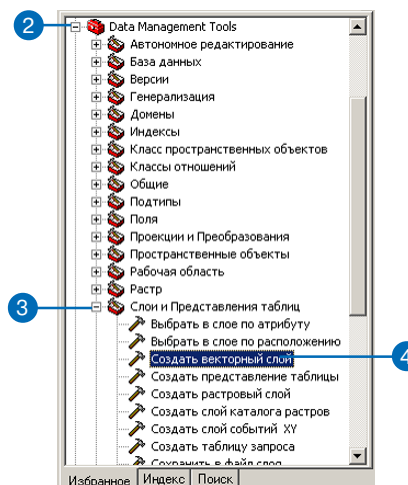 2
Data Management Tools
Автономное редактирование
База данных
Версии
Генерализация
Домены
Индексы
Класс пространственных объектов
Классы отношений
Общие
Подтипы
Поля
Проекции и Преобразования
Пространственные объекты
Рабочая область
Растр
3
Слои и Представления таблиц
Выбрать в слое по атрибуту
Выбрать в слое по расположению
Создать векторный слой
4
Создать представление таблицы
Создать растровый слой
Создать слой каталога растров
Создать слой событий XY
Создать таблицу запроса
Сохранить в файл слоя
Избранное Индекс Поиск